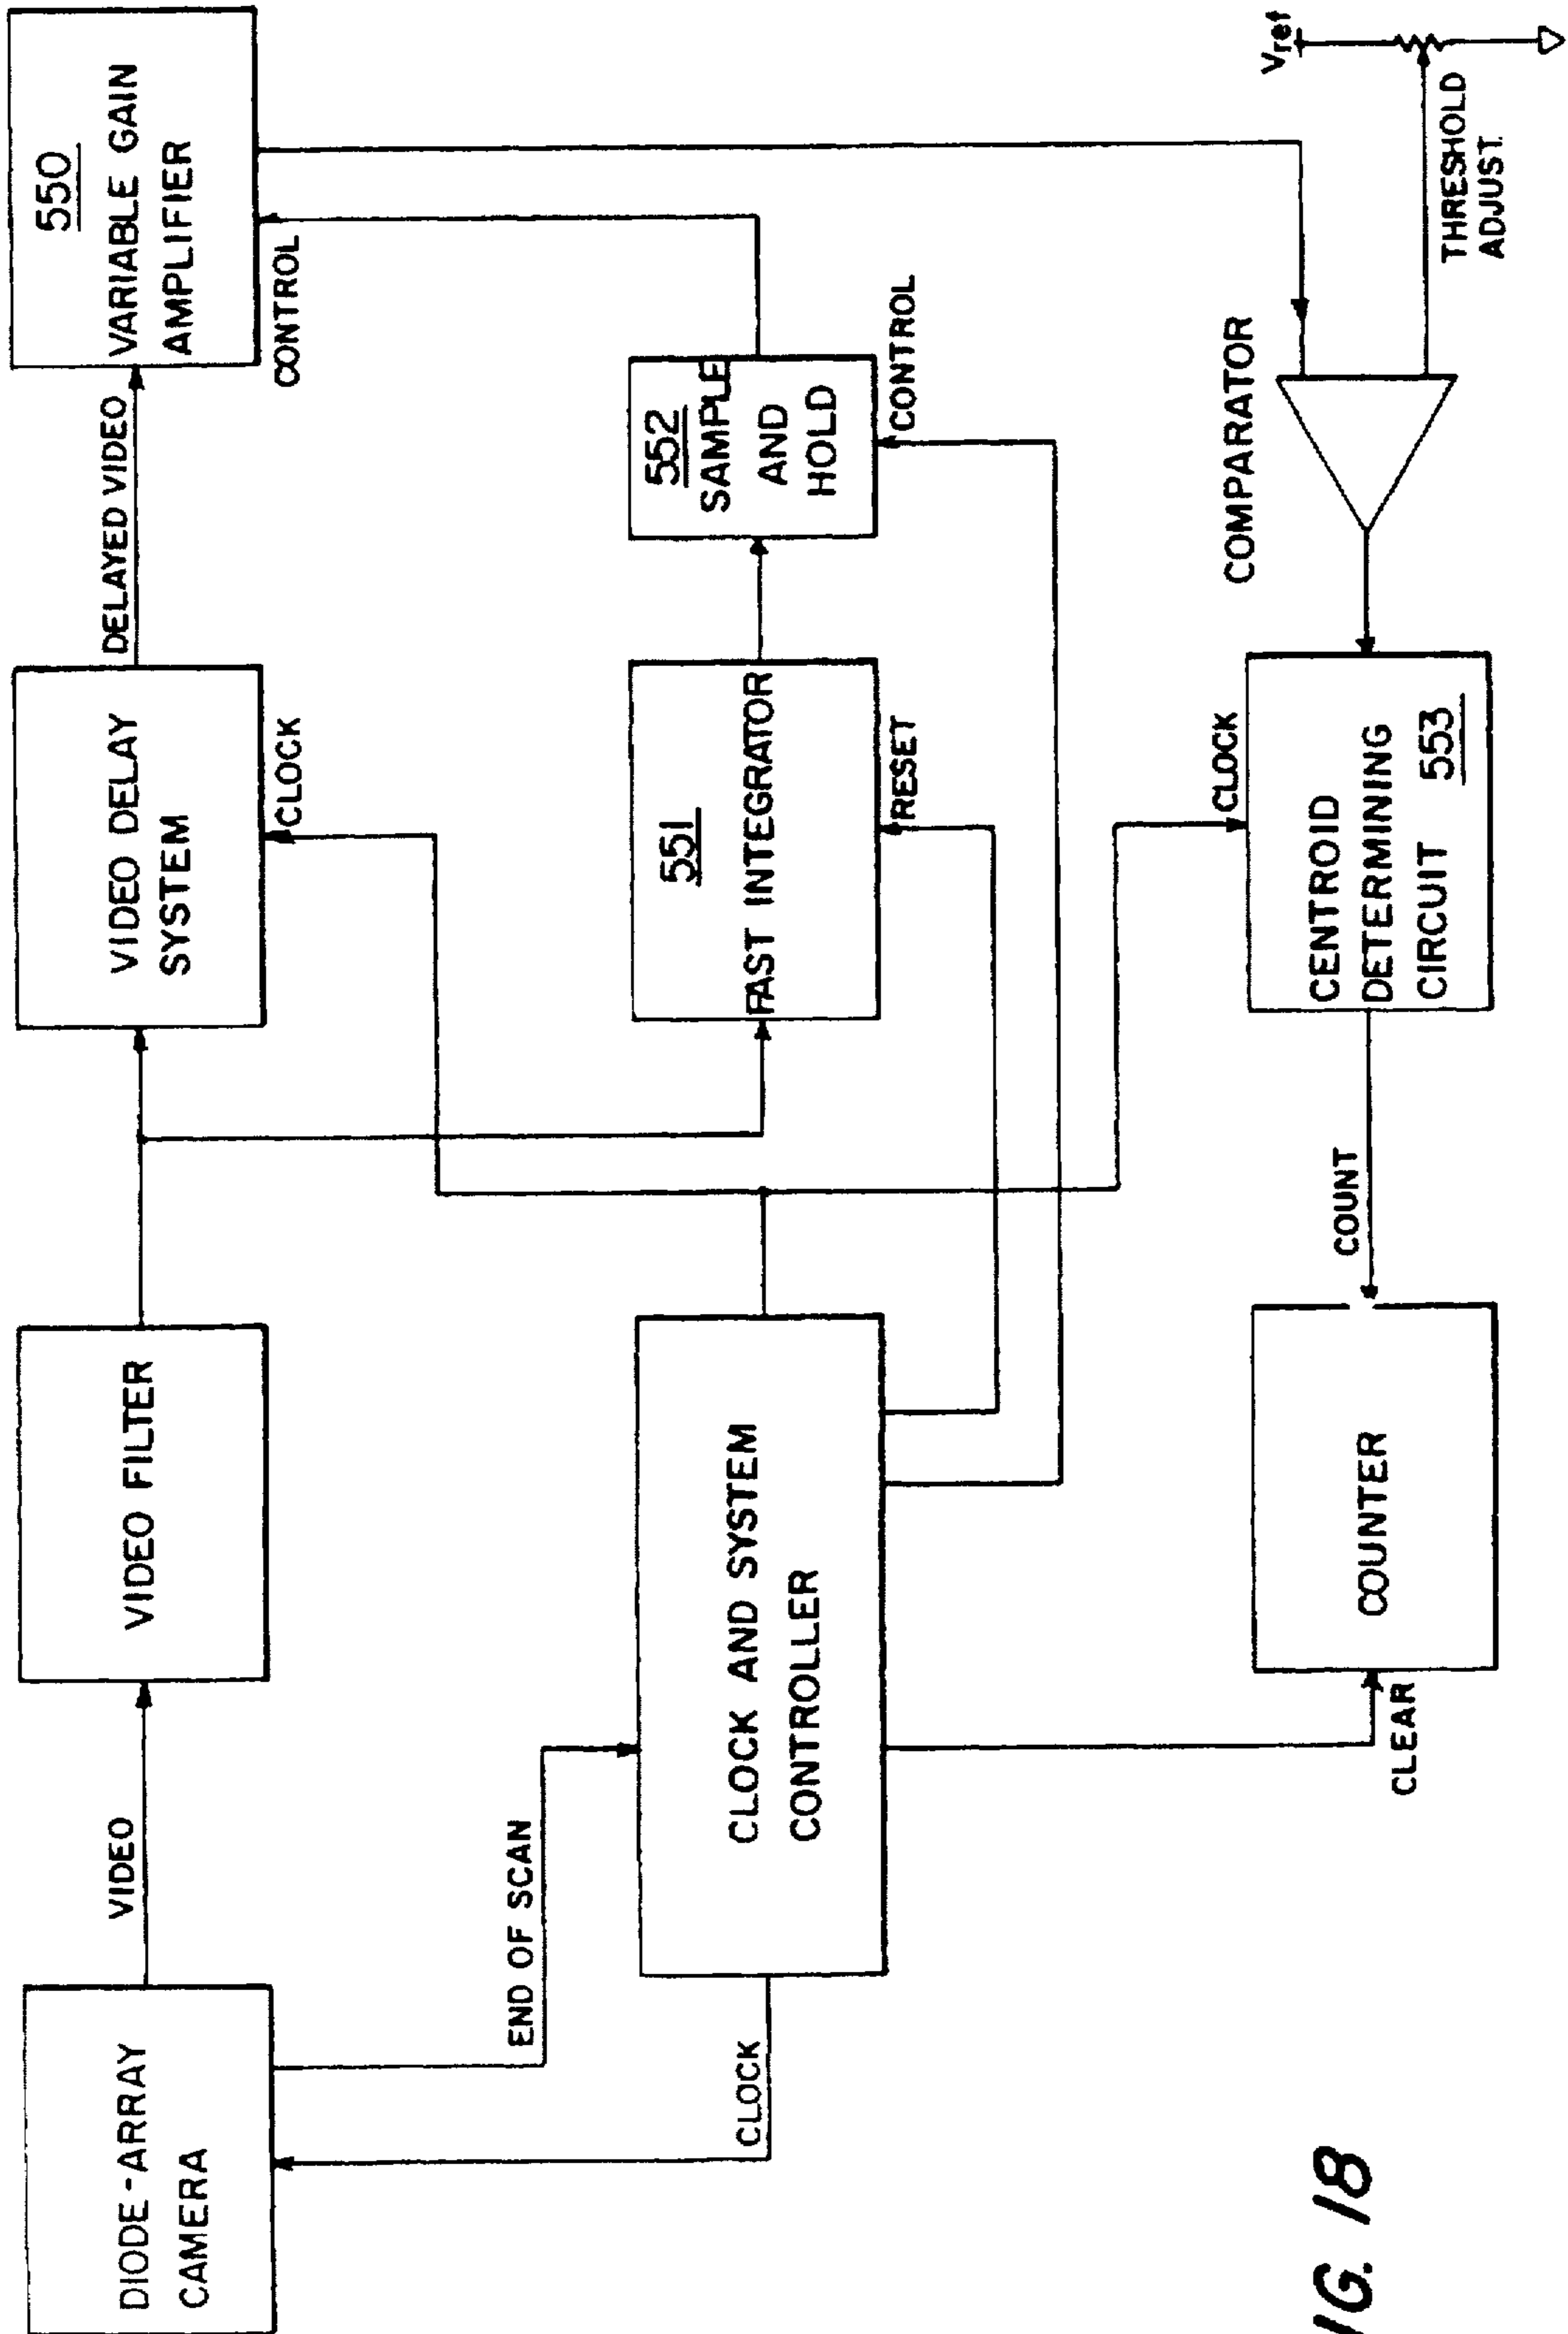 DIODE-ARRAY
CAMERA
VIDEO
VIDEO FILTER
VIDEO DELAY
SYSTEM
CLOCK
DELAYED VIDEO
550
VARIABLE GAIN
AMPLIFIER
CONTROL
END OF SCAN
CLOCK
CLOCK AND SYSTEM
CONTROLLER
551
FAST INTEGRATOR
RESET
552
SAMPLE
AND
HOLD
CONTROL
CLEAR
COUNTER
COUNT
CLOCK
CENTROID
DETERMINING
CIRCUIT 553
COMPARATOR
THRESHOLD
ADJUST.
Vref
IG. 18